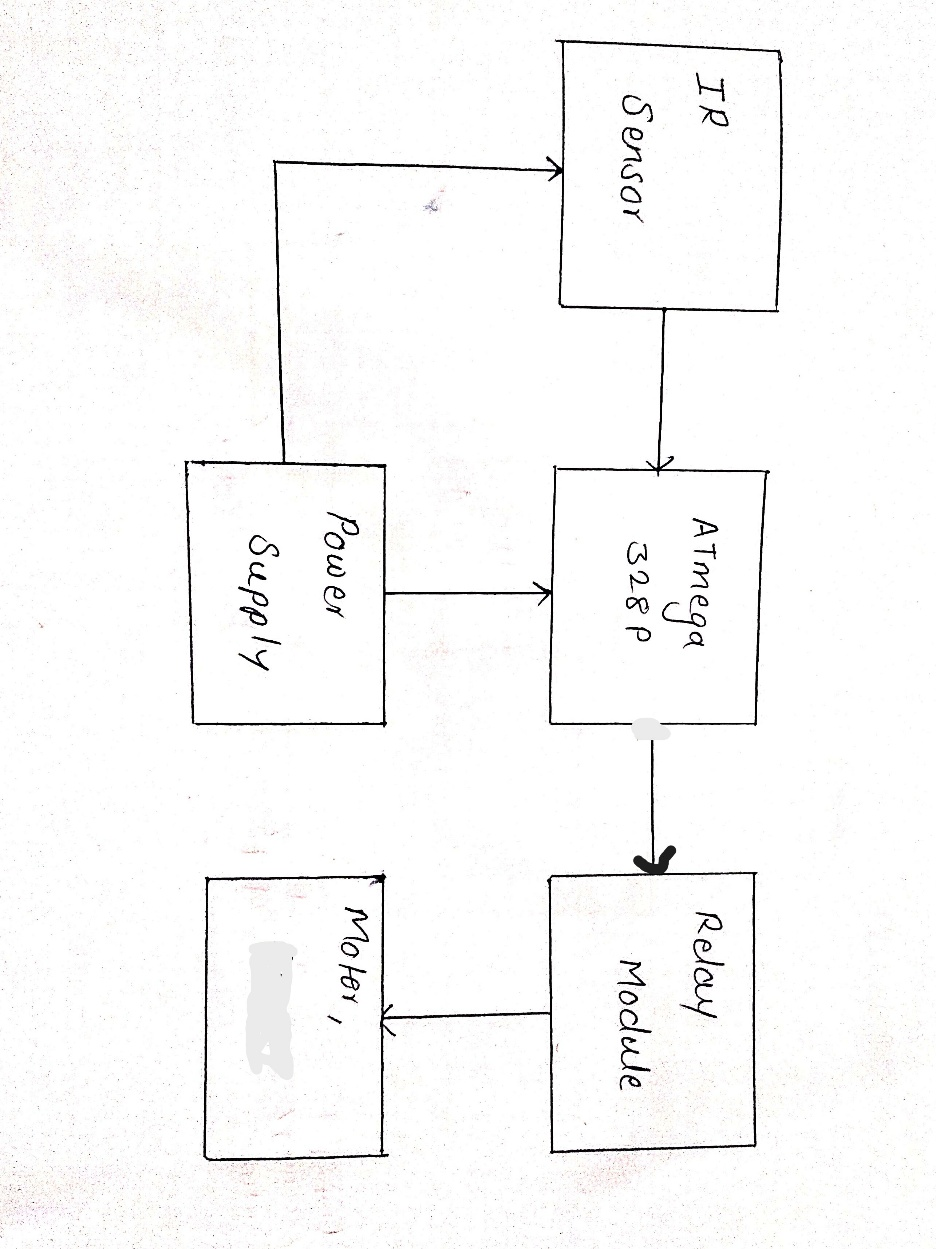 IR
Sensor
ATmega
328P
Relay
Module
Power
Supply
Motor,